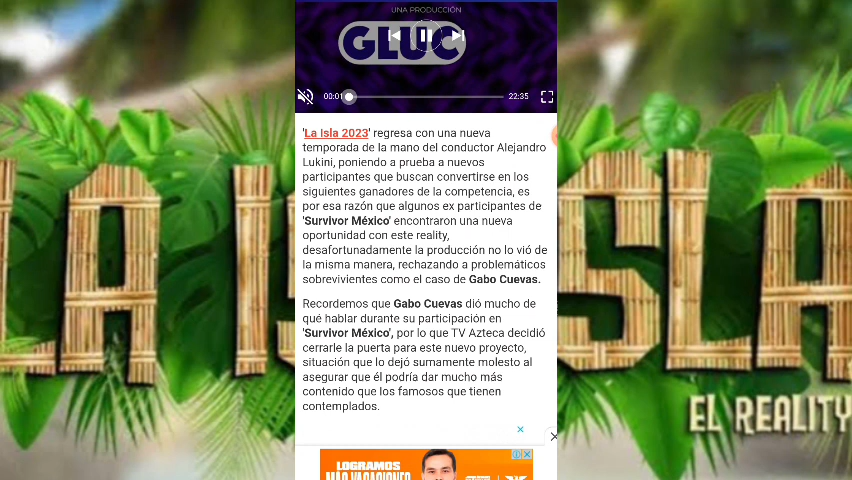 UNA PRODUCCIÓN
GLUC
00:01
22:35
'La Isla 2023' regresa con una nueva
temporada de la mano del conductor Alejandro
Lukini, poniendo a prueba a nuevos
participantes que buscan convertirse en los
siguientes ganadores de la competencia, es
por esa razón que algunos ex participantes de
'Survivor México' encontraron una nueva
oportunidad con este reality,
desafortunadamente la producción no lo vió de
la misma manera, rechazando a problemáticos
sobrevivientes como el caso de Gabo Cuevas.
Recordemos que Gabo Cuevas dió mucho de
qué hablar durante su participación en
'Survivor México', por lo que TV Azteca decidió
cerrarle la puerta para este nuevo proyecto,
situación que lo dejó sumamente molesto al
asegurar que él podría dar mucho más
contenido que los famosos que tienen
contemplados.
LA IS
SLA
EL REALITY
LOGRAMOS
MÁS VACACIONES